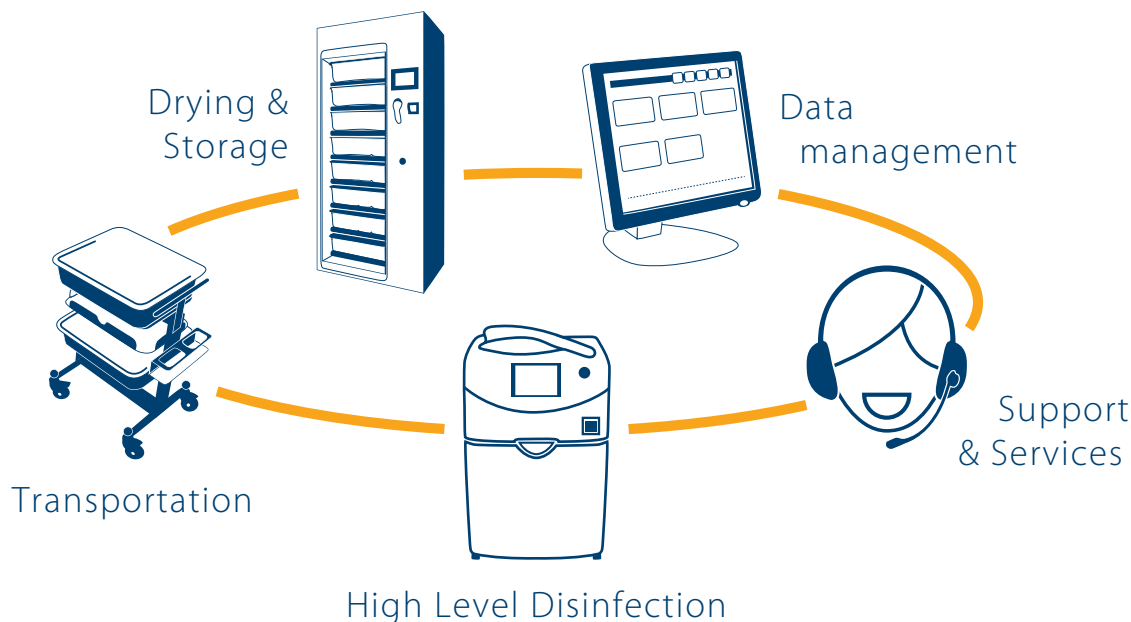 Drying &
Storage
Data
management
Support
& Services
Transportation
High Level Disinfection